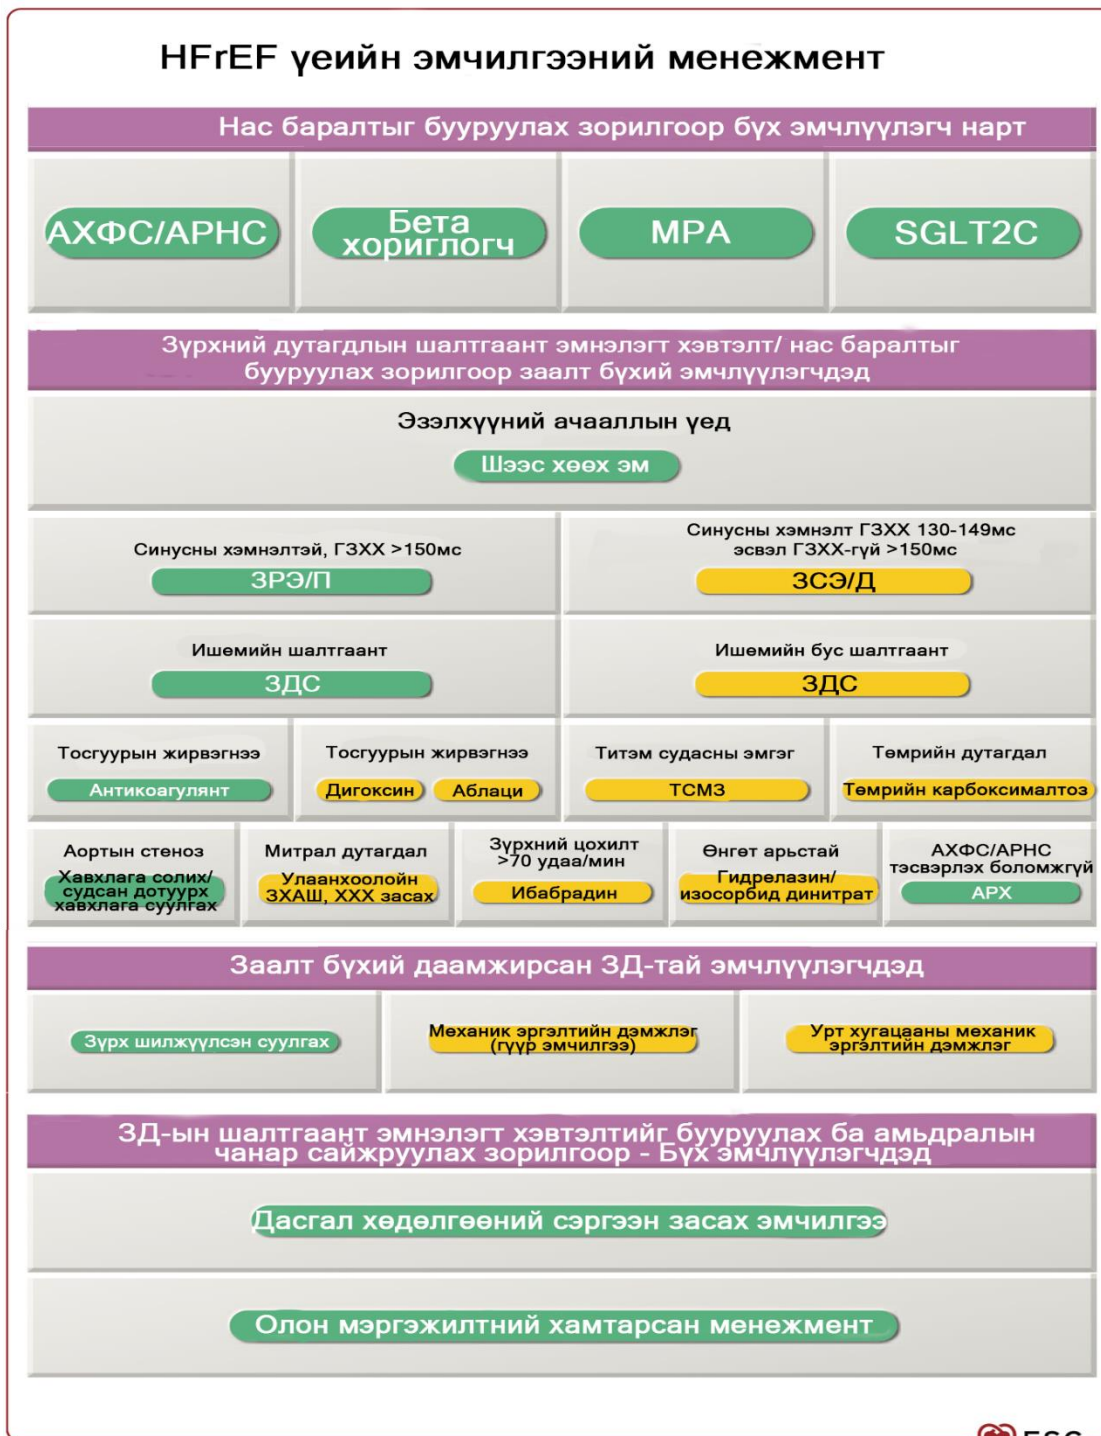 HFrEF үеийн эмчилгээний менежмент
Нас баралтыг бууруулах зорилгоор бүх эмчлүүлэгч нарт
АХФС/АРНС
Бета
хориглогч
МРА
SGLT2C
Зүрхний дутагдлын шалтгаант эмнэлэгт хэвтэлт/ нас баралтыг
бууруулах зорилгоор заалт бүхий эмчлүүлэгчдэд
Эзэлхүүний ачааллын үед
Шээс хөөх эм
Синусны хэмнэлтэй, ГЗХХ >150мс
ЗРЭ/П
Синусны хэмнэлт ГЗХХ 130-149мс
эсвэл ГЗХХ-гүй >150мс
ЗСЭ/Д
Ишемийн шалтгаант
ЗДС
Ишемийн бус шалтгаант
ЗДС
Тосгуурын жирвэгнээ
Антикоагулянт
Тосгуурын жирвэгнээ
Дигоксин Аблаци
Титэм судасны эмгэг
ТСМЗ
Төмрийн дутагдал
Төмрийн карбоксималтоз
Аортын стеноз
Хавхлага солих/
судсан дотуурх
хавхлага суулгах
Митрал дутагдал
Улаанхоолойн
ЗХАШ, ХХХ засах
Зүрхний цохилт
>70 удаа/мин
Ибабрадин
Өнгөт арьстай
Гидрелазин/
изосорбид динитрат
АХФС/АРНС
тэсвэрлэх боломжгүй
АРХ
Заалт бүхий даамжирсан ЗД-тай эмчлүүлэгчдэд
Зүрх шилжүүлсэн суулгах
Механик эргэлтийн дэмжлэг
(гүүр эмчилгээ)
Урт хугацааны механик
эргэлтийн дэмжлэг
ЗД-ын шалтгаант эмнэлэгт хэвтэлтийг бууруулах ба амьдралын
чанар сайжруулах зорилгоор - Бүх эмчлүүлэгчдэд
Дасгал хөдөлгөөний сэргээн засах эмчилгээ
Олон мэргэжилтний хамтарсан менежмент